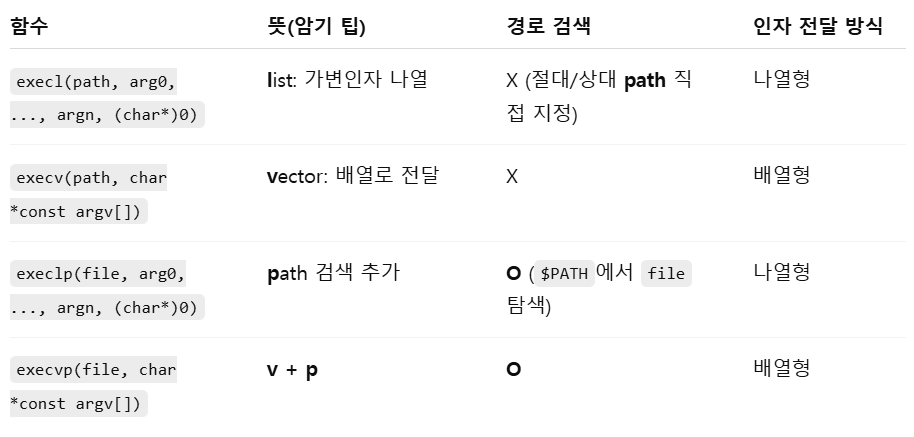 함수 뜻(암기 팁) 경로 검색 인자 전달 방식
execl(path, arg0, list: 가변인자 나열 X (절대/상대 path 직 나열형
..., argn, (char*)0) 접 지정)
execv(path, char vector: 배열로 전달 X 배열형
*const argv[])
execlp(file, arg0, path 검색 추가 O ($PATH에서 file 나열형
..., argn, (char*)0) 탐색)
execvp(file, char v + p O 배열형
*const argv[])